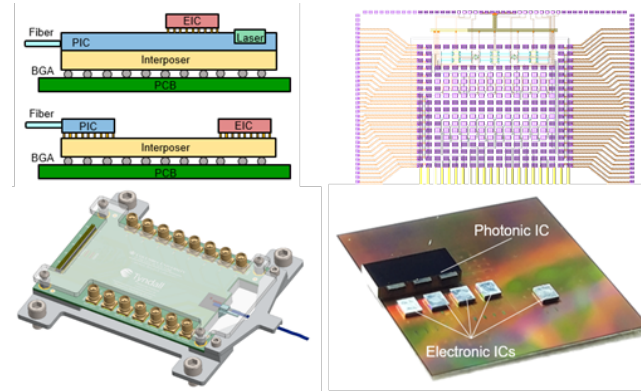 EIC
Fiber
PIC
Laser
Interposer
BGA
PCB
Fiber
PIC
EIC
Interposer
BGA
PCB
Tyndall
Photonic IC
Electronic ICs